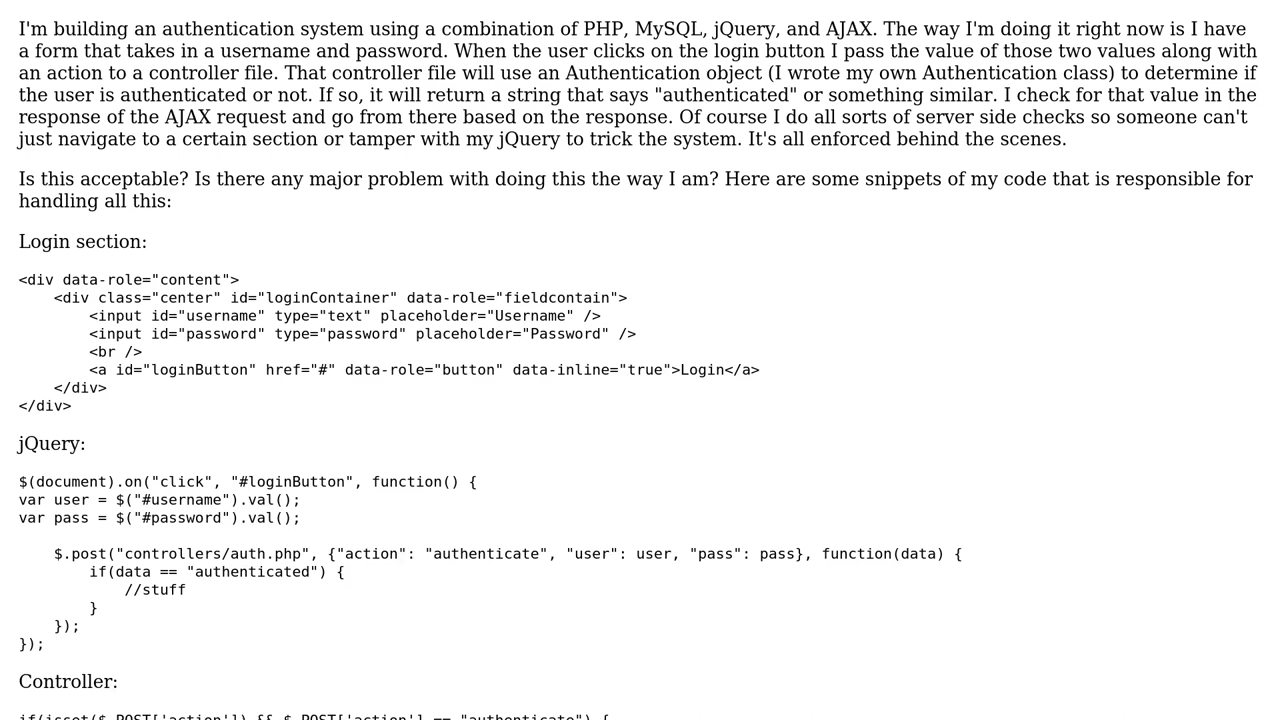 I'm building an authentication system using a combination of PHP, MySQL, jQuery, and AJAX. The way I'm doing it right now is I have
a form that takes in a username and password. When the user clicks on the login button I pass the value of those two values along with
an action to a controller file. That controller file will use an Authentication object (I wrote my own Authentication class) to determine if
the user is authenticated or not. If so, it will return a string that says "authenticated" or something similar. I check for that value in the
response of the AJAX request and go from there based on the response. Of course I do all sorts of server side checks so someone can't
just navigate to a certain section or tamper with my jQuery to trick the system. It's all enforced behind the scenes.
Is this acceptable? Is there any major problem with doing this the way I am? Here are some snippets of my code that is responsible for
handling all this:
Login section:
<div data-role="content">
    <div class="center" id="loginContainer" data-role="fieldcontain">
        <input id="username" type="text" placeholder="Username" />
        <input id="password" type="password" placeholder="Password" />
        <br />
        <a id="loginButton" href="#" data-role="button" data-inline="true">Login</a>
    </div>
</div>
jQuery:
$(document).on("click", "#loginButton", function() {
var user = $("#username").val();
var pass = $("#password").val();
    $.post("controllers/auth.php", {"action": "authenticate", "user": user, "pass": pass}, function(data) {
        if(data == "authenticated") {
            //stuff
        }
    });
});
Controller:
if(isset($_POST['action']) && $_POST['action'] == "authenticate") {